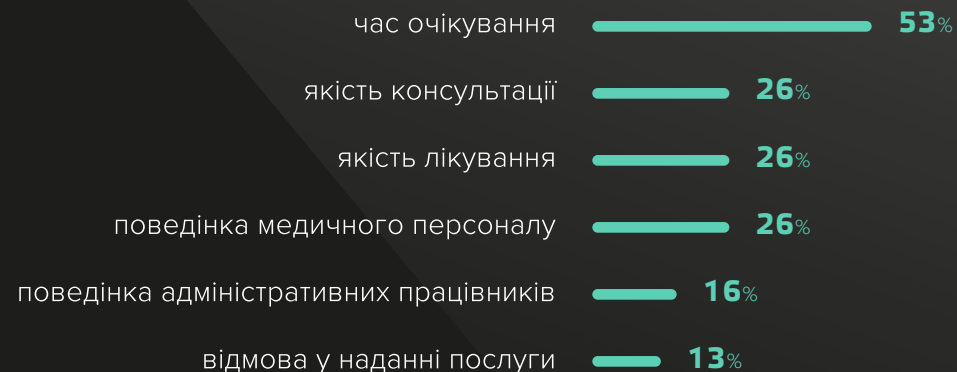 час очікування 53%
якість консультації 26%
якість лікування 26%
поведінка медичного персоналу 26%
поведінка адміністративних працівників 16%
відмова у наданні послуги 13%